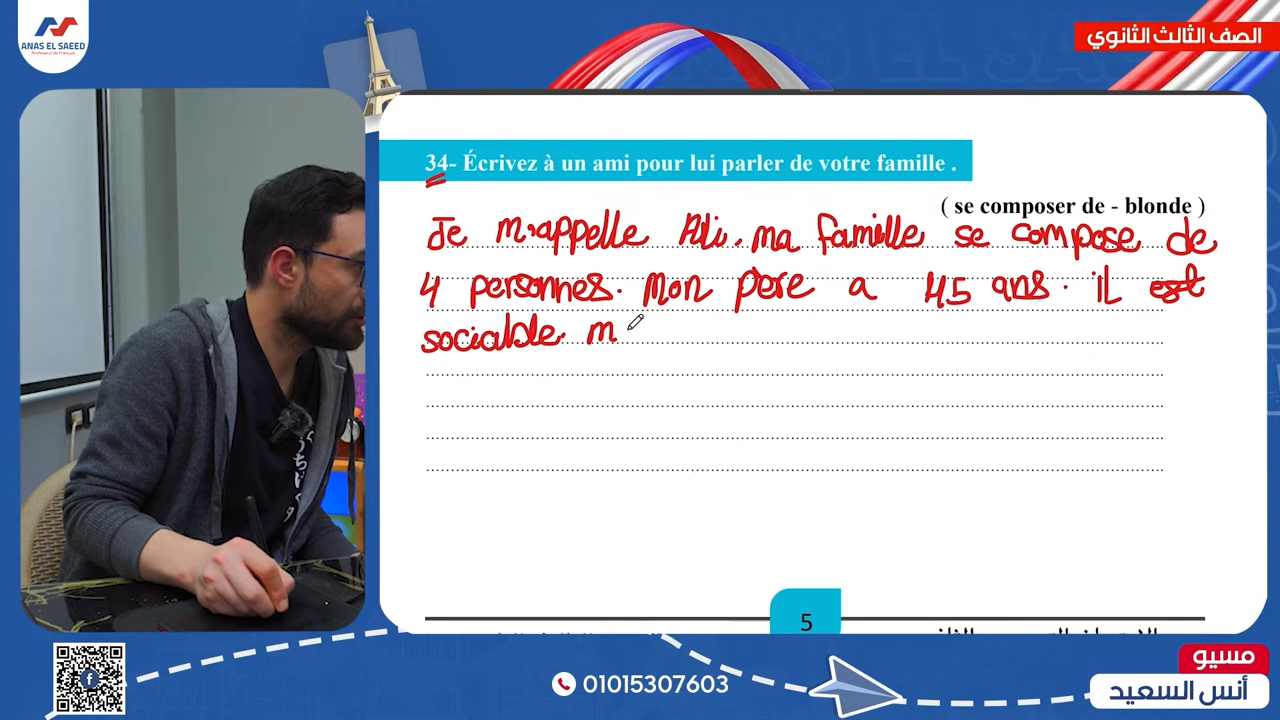 ANAS EL SAEED
Professeur de Français
الصف الثالث الثانوي
34- Écrivez à un ami pour lui parler de votre famille .
( se composer de - blonde )
Je m'appelle Ali. ma famille se compose de
4 personnes. Mon père a 45 ans. il est
sociable m
5
01015307603
مسيو
أنس السعيد